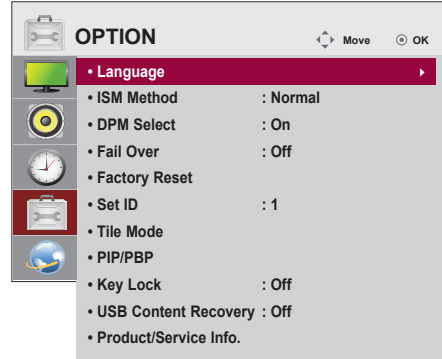 OPTION Move OK
• Language
• ISM Method : Normal
• DPM Select : On
• Fail Over : Off
• Factory Reset
• Set ID : 1
• Tile Mode
• PIP/PBP
• Key Lock : Off
• USB Content Recovery : Off
• Product/Service Info.